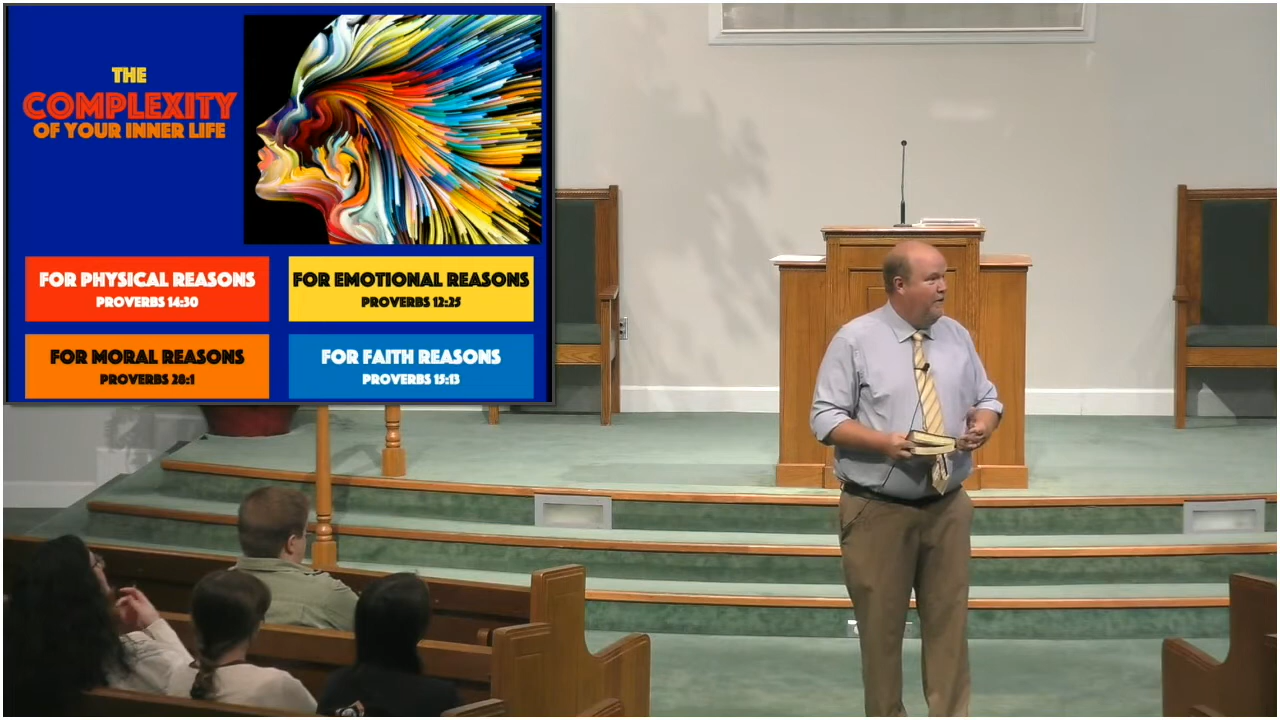 THE
COMPLEXITY
OF YOUR INNER LIFE
FOR PHYSICAL REASONS
PROVERBS 14:30
FOR EMOTIONAL REASONS
PROVERBS 12:25
FOR MORAL REASONS
PROVERBS 28:1
FOR FAITH REASONS
PROVERBS 15:13